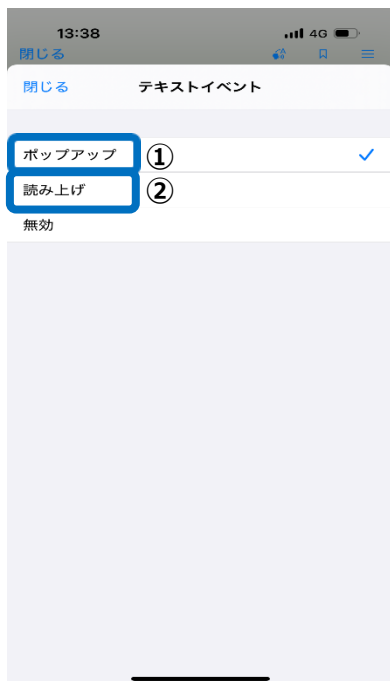 13:38 4G
閉じる
閉じる テキストイベント
ポップアップ ①
読み上げ ②
無効